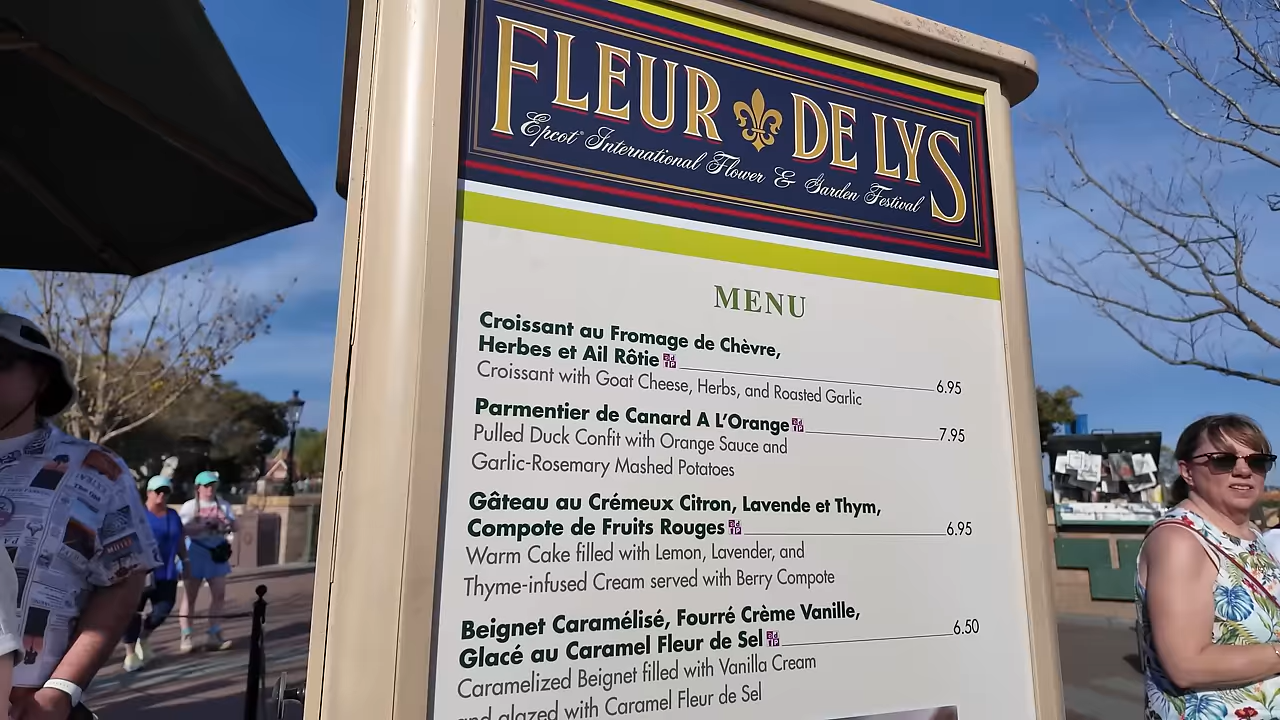 FLEUR DE LYS
Epcot® International Flower & Garden Festival
MENU
Croissant au Fromage de Chèvre,
Herbes et Ail Rôtie 6.95
Croissant with Goat Cheese, Herbs, and Roasted Garlic
Parmentier de Canard A L'Orange 7.95
Pulled Duck Confit with Orange Sauce and
Garlic-Rosemary Mashed Potatoes
Gâteau au Crémeux Citron, Lavende et Thym,
Compote de Fruits Rouges 6.95
Warm Cake filled with Lemon, Lavender, and
Thyme-infused Cream served with Berry Compote
Beignet Caramélisé, Fourré Crème Vanille,
Glacé au Caramel Fleur de Sel 6.50
Caramelized Beignet filled with Vanilla Cream
and glazed with Caramel Fleur de Sel